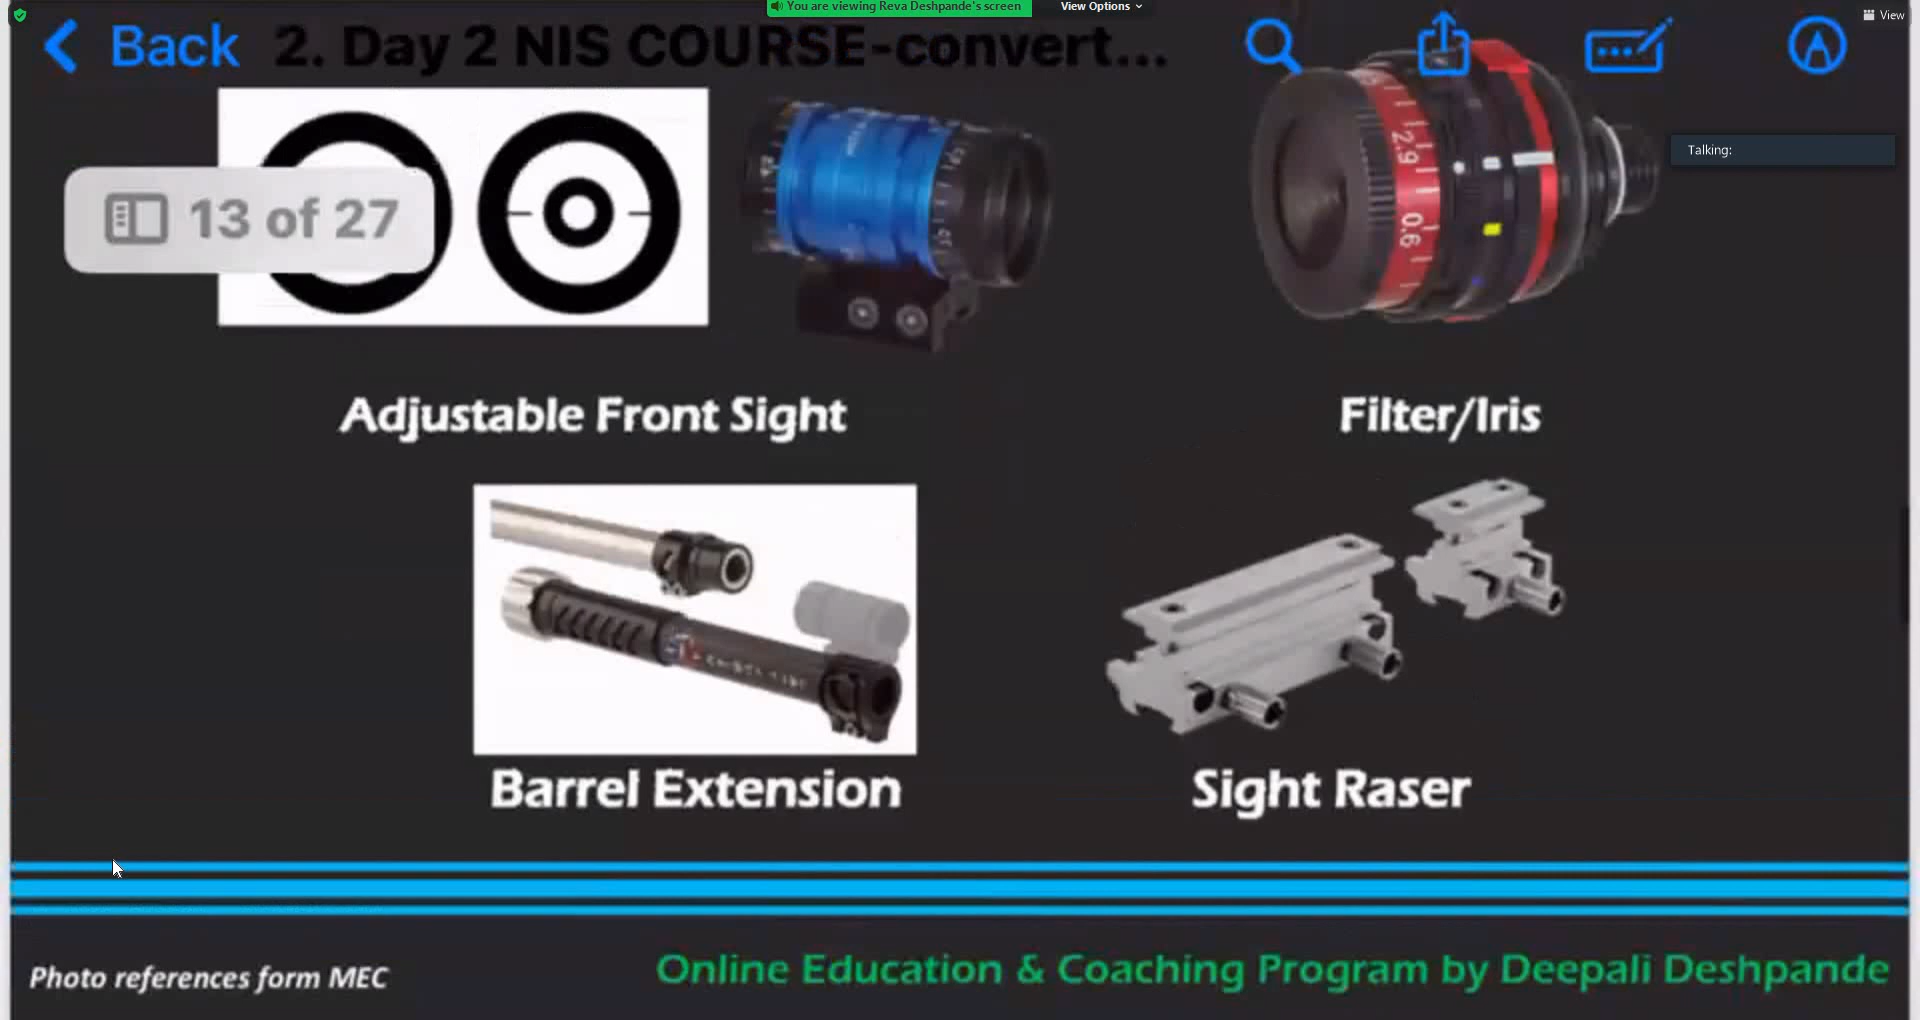 You are viewing Reva Deshpande's screen
View Options
View
Back
2. Day 2 NIS COURSE-convert...
Talking:
13 of 27
2.9
0.6
Adjustable Front Sight
Filter/Iris
Barrel Extension
Sight Raser
Photo references form MEC
Online Education & Coaching Program by Deepali Deshpande